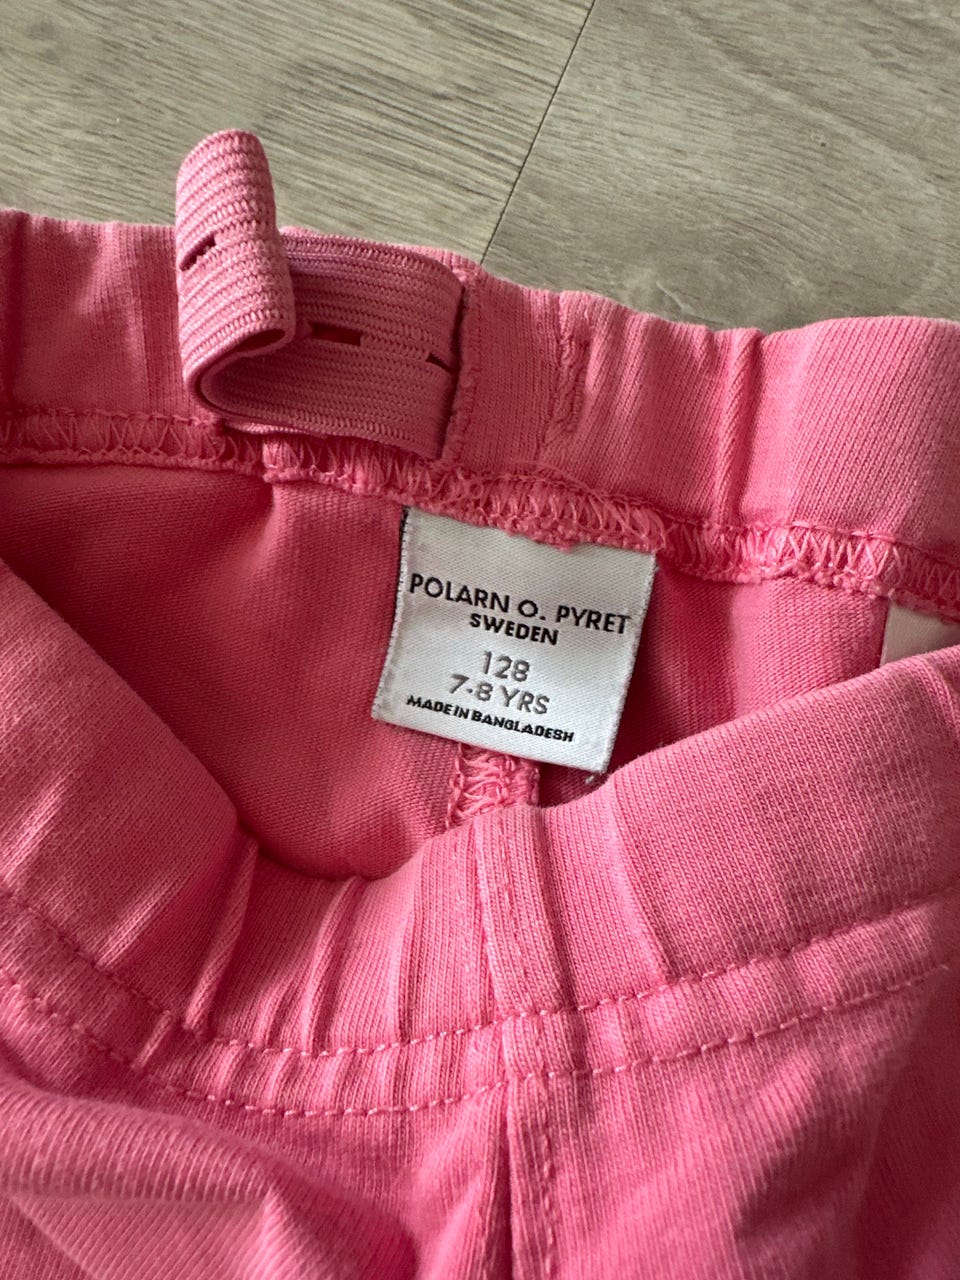 POLARN O. PYRET
SWEDEN
128
7-8 YRS
MADE IN BANGLADESH